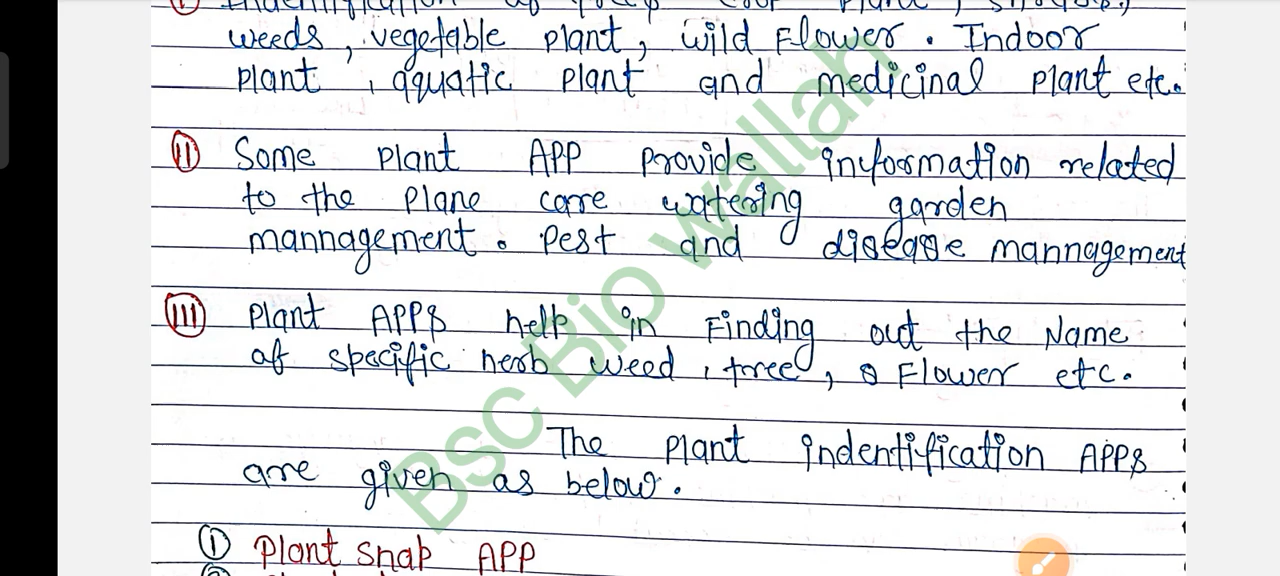 I Indentification of
weeds, vegetable plant, wild Flower. Indoor
plant, aquatic plant and medicinal plant etc.
II Some plant APP provide information related
to the plane care watering garden
mannagement. Pest and disease mannagement
III Plant APPS help in Finding out the Name
of specific herb weed, tree, Flower etc.
The plant indentification APPS
are given as below.
1 Plant snap APP
BSC Bio wallah